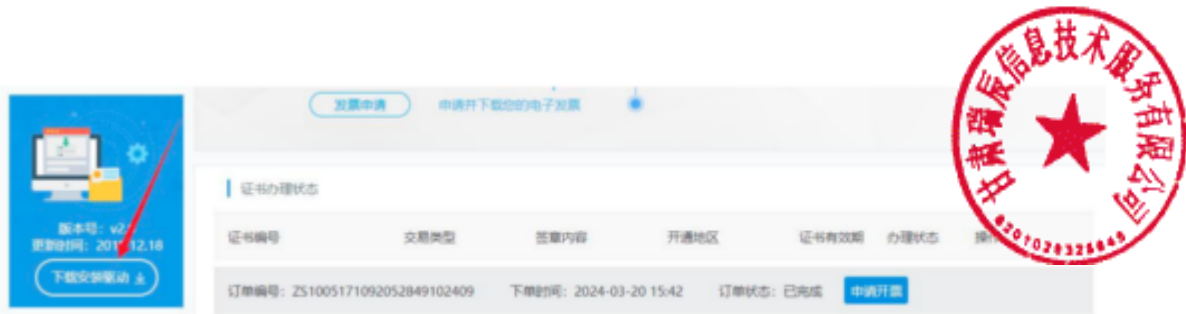 甘肃瑞辰信息技术服务有限公司
发票申请 申请并下载您的电子发票
证书办理状态
证书编号 交易类型 签章内容 开通地区 证书有效期 办理状态
订单编号：ZS1005171092052849102409 下单时间：2024-03-20 15:42 订单状态：已完成 申请开票
版本号：v2
更新时间：201 12.18
下载安装驱动